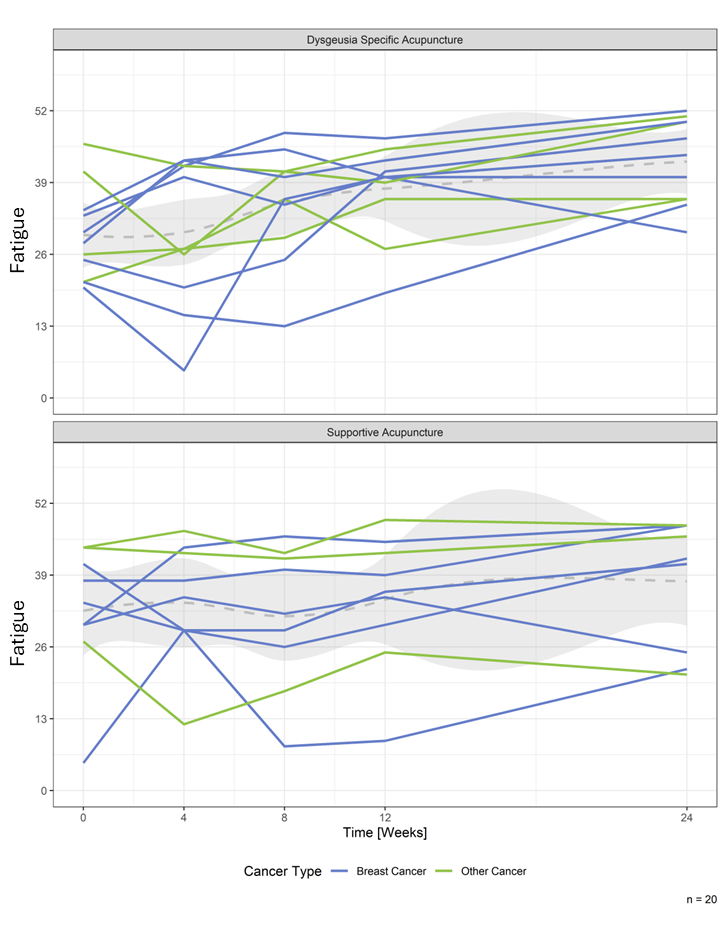 Dysgeusia Specific Acupuncture
52
39
26
13
0
Fatigue
Supportive Acupuncture
52
39
26
13
0
Fatigue
0 4 8 12 24
Time [Weeks]
Cancer Type Breast Cancer Other Cancer
n = 20